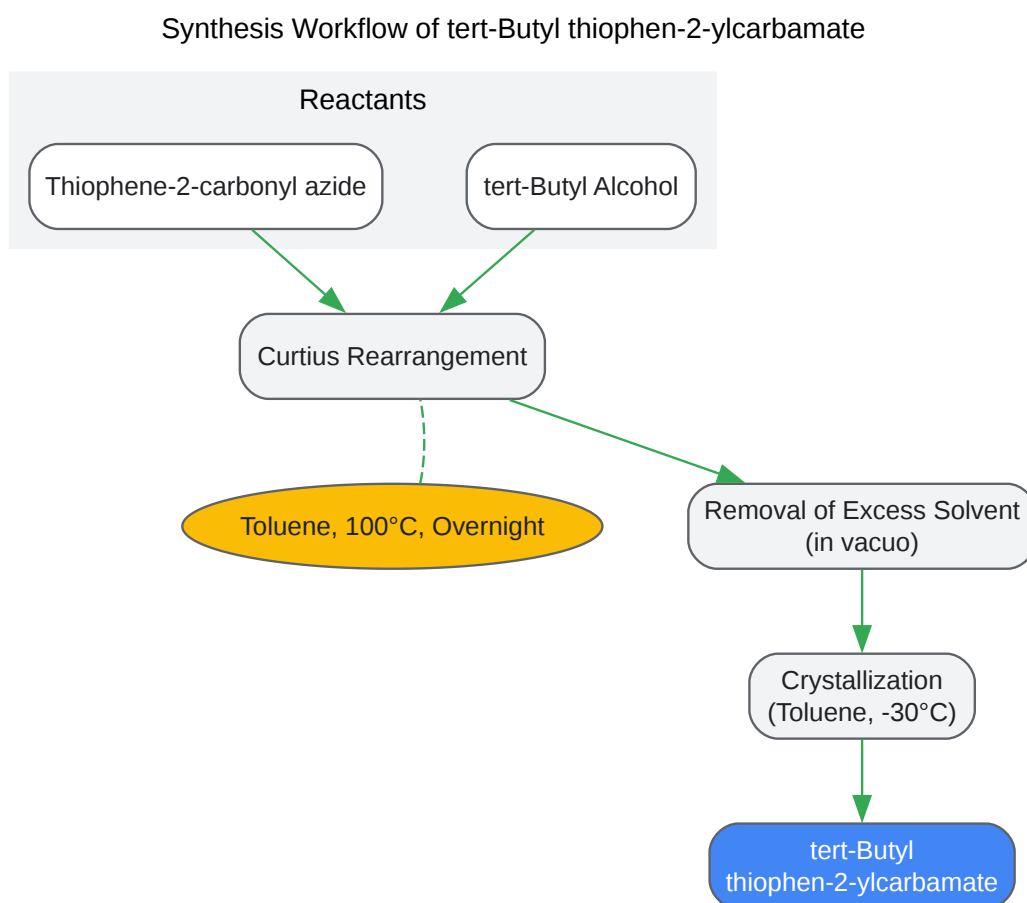 Synthesis Workflow of tert-Butyl thiophen-2-ylcarbamate
Reactants
Thiophene-2-carbonyl azide
tert-Butyl Alcohol
Curtius Rearrangement
Toluene, 100°C, Overnight
Removal of Excess Solvent
(in vacuo)
Crystallization
(Toluene, -30°C)
tert-Butyl
thiophen-2-ylcarbamate